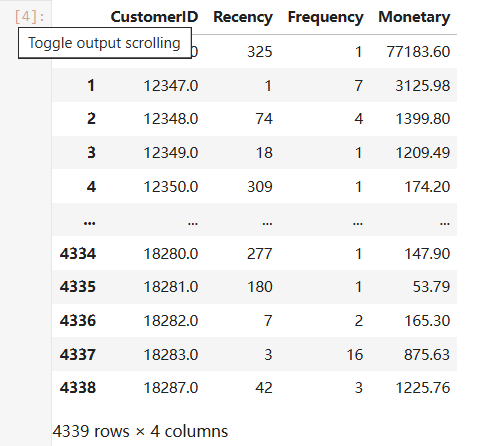 [4]: CustomerID Recency Frequency Monetary
Toggle output scrolling 0 325 1 77183.60
1 12347.0 1 7 3125.98
2 12348.0 74 4 1399.80
3 12349.0 18 1 1209.49
4 12350.0 309 1 174.20
... ... ... ... ...
4334 18280.0 277 1 147.90
4335 18281.0 180 1 53.79
4336 18282.0 7 2 165.30
4337 18283.0 3 16 875.63
4338 18287.0 42 3 1225.76
4339 rows × 4 columns